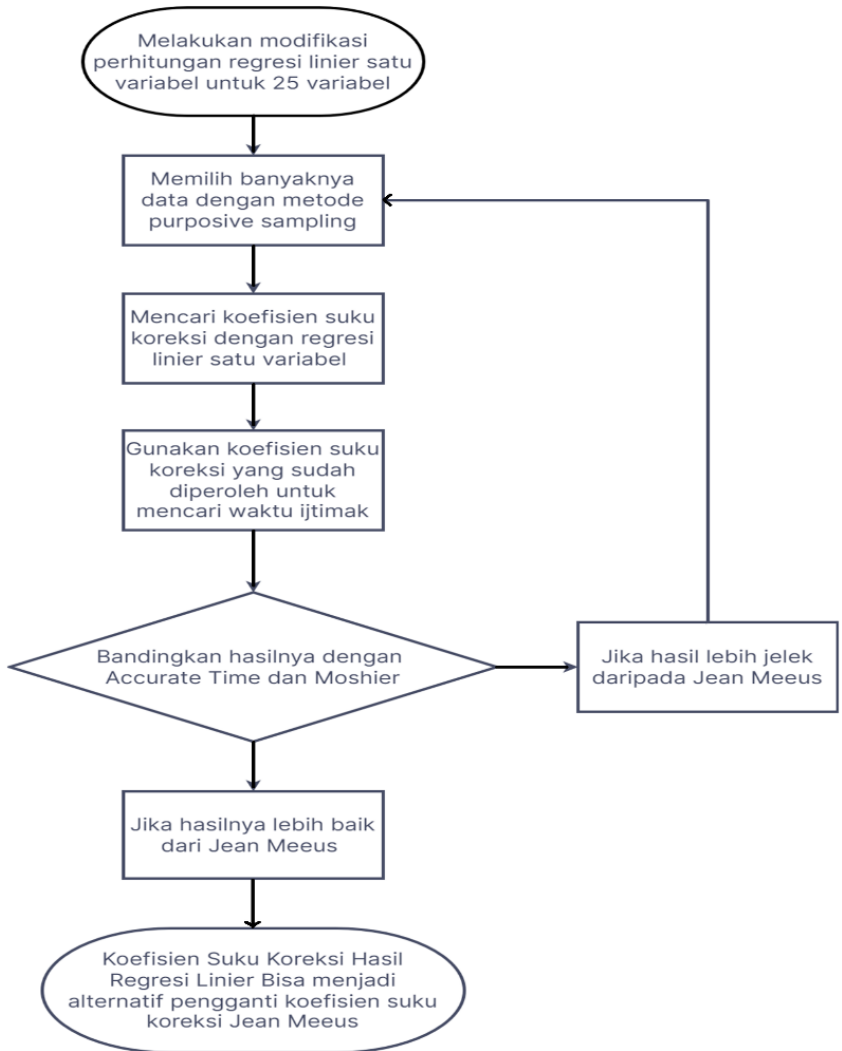 Melakukan modifikasi
perhitungan regresi linier satu
variabel untuk 25 variabel
Memilih banyaknya
data dengan metode
purposive sampling
Mencari koefisien suku
koreksi dengan regresi
linier satu variabel
Gunakan koefisien suku
koreksi yang sudah
diperoleh untuk
mencari waktu ijtimak
Bandingkan hasilnya dengan
Accurate Time dan Moshier
Jika hasil lebih jelek
daripada Jean Meeus
Jika hasilnya lebih baik
dari Jean Meeus
Koefisien Suku Koreksi Hasil
Regresi Linier Bisa menjadi
alternatif pengganti koefisien suku
koreksi Jean Meeus